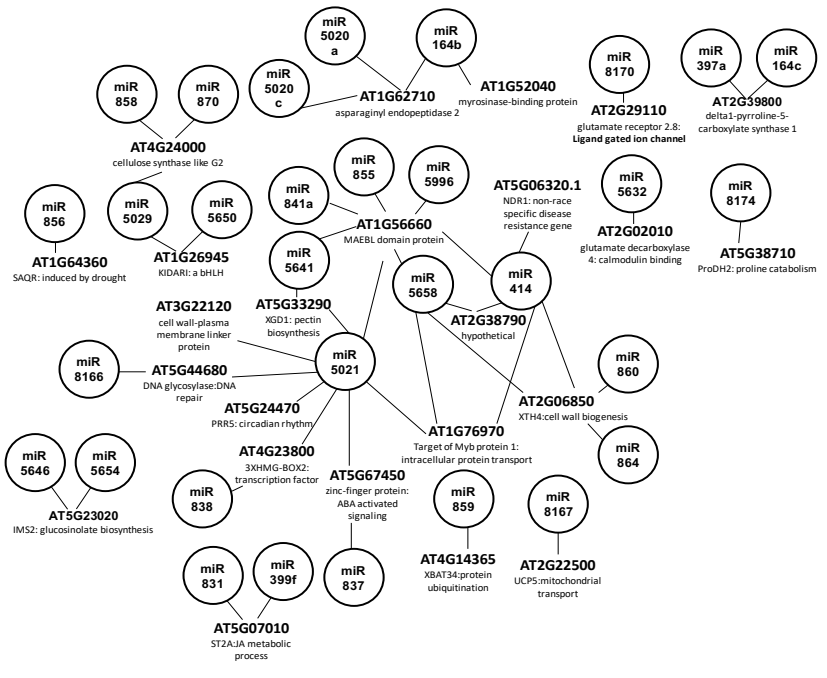 miR
5020
a
miR
164b
miR
8170
miR
397a
miR
164c
miR
858
miR
870
miR
5020
c
AT1G62710
asparaginyl endopeptidase 2
AT1G52040
myrosinase-binding protein
AT2G29110
glutamate receptor 2.8:
Ligand gated ion channel
AT2G39800
delta1-pyrroline-5-
carboxylate synthase 1
AT4G24000
cellulose synthase like G2
miR
856
miR
5029
miR
5650
miR
841a
miR
855
miR
5996
AT5G06320.1
NDR1: non-race
specific disease
resistance gene
miR
5632
miR
8174
AT1G56660
MAEBL domain protein
AT2G02010
glutamate decarboxylase
4: calmodulin binding
AT5G38710
ProDH2: proline catabolism
AT1G64360
SAQR: induced by drought
AT1G26945
KIDARI: a bHLH
miR
5641
miR
5658
miR
414
AT3G22120
cell wall-plasma
membrane linker
protein
AT5G33290
XGD1: pectin
biosynthesis
AT2G38790
hypothetical
miR
8166
AT5G44680
DNA glycosylase:DNA
repair
miR
5021
miR
860
AT5G24470
PRR5: circadian rhythm
AT2G06850
XTH4:cell wall biogenesis
AT4G23800
3XHMG-BOX2:
transcription factor
AT1G76970
Target of Myb protein 1:
intracellular protein transport
miR
864
miR
5646
miR
5654
AT5G23020
IMS2: glucosinolate biosynthesis
miR
838
AT5G67450
zinc-finger protein:
ABA activated
signaling
miR
859
miR
8167
AT4G14365
XBAT34:protein
ubiquitination
AT2G22500
UCP5:mitochondrial
transport
miR
831
miR
399f
miR
837
AT5G07010
ST2A:JA metabolic
process